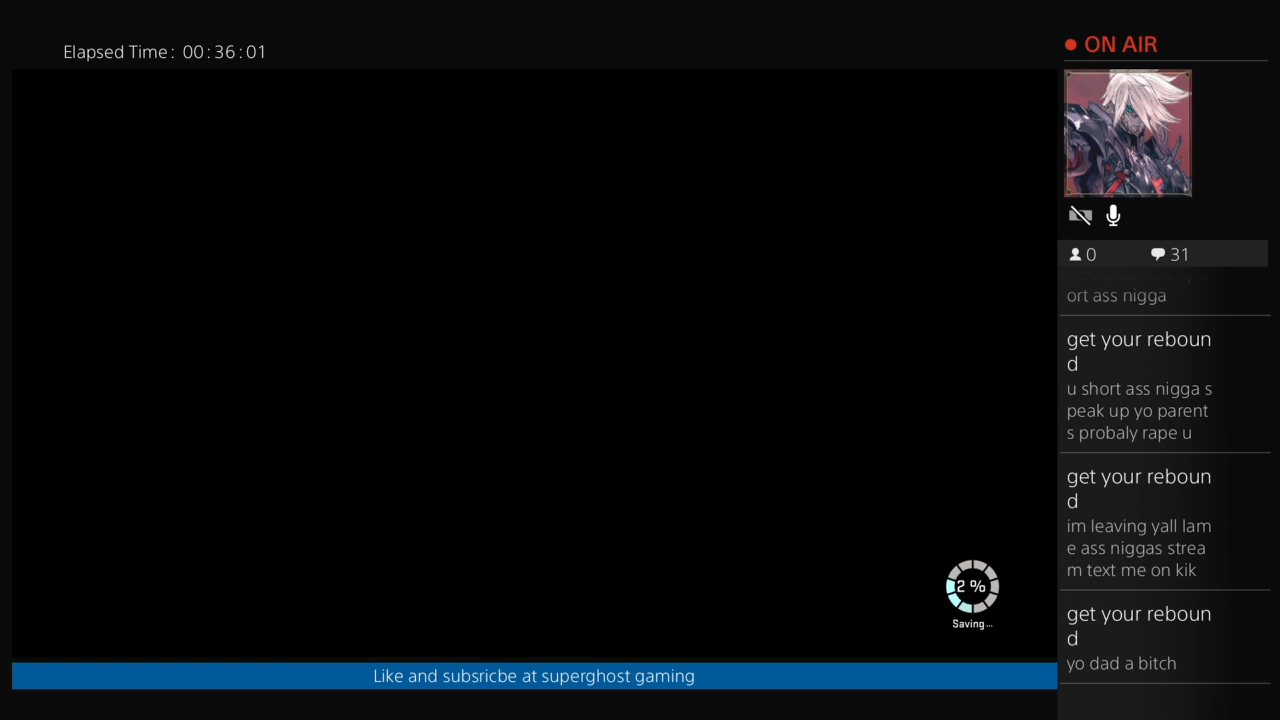 Elapsed Time: 00:36:01
ON AIR
0 31
ort ass nigga
get your reboun
d
u short ass nigga s
peak up yo parent
s probaly rape u
get your reboun
d
im leaving yall lam
e ass niggas strea
m text me on kik
get your reboun
d
yo dad a bitch
2 %
Saving...
Like and subsricbe at superghost gaming